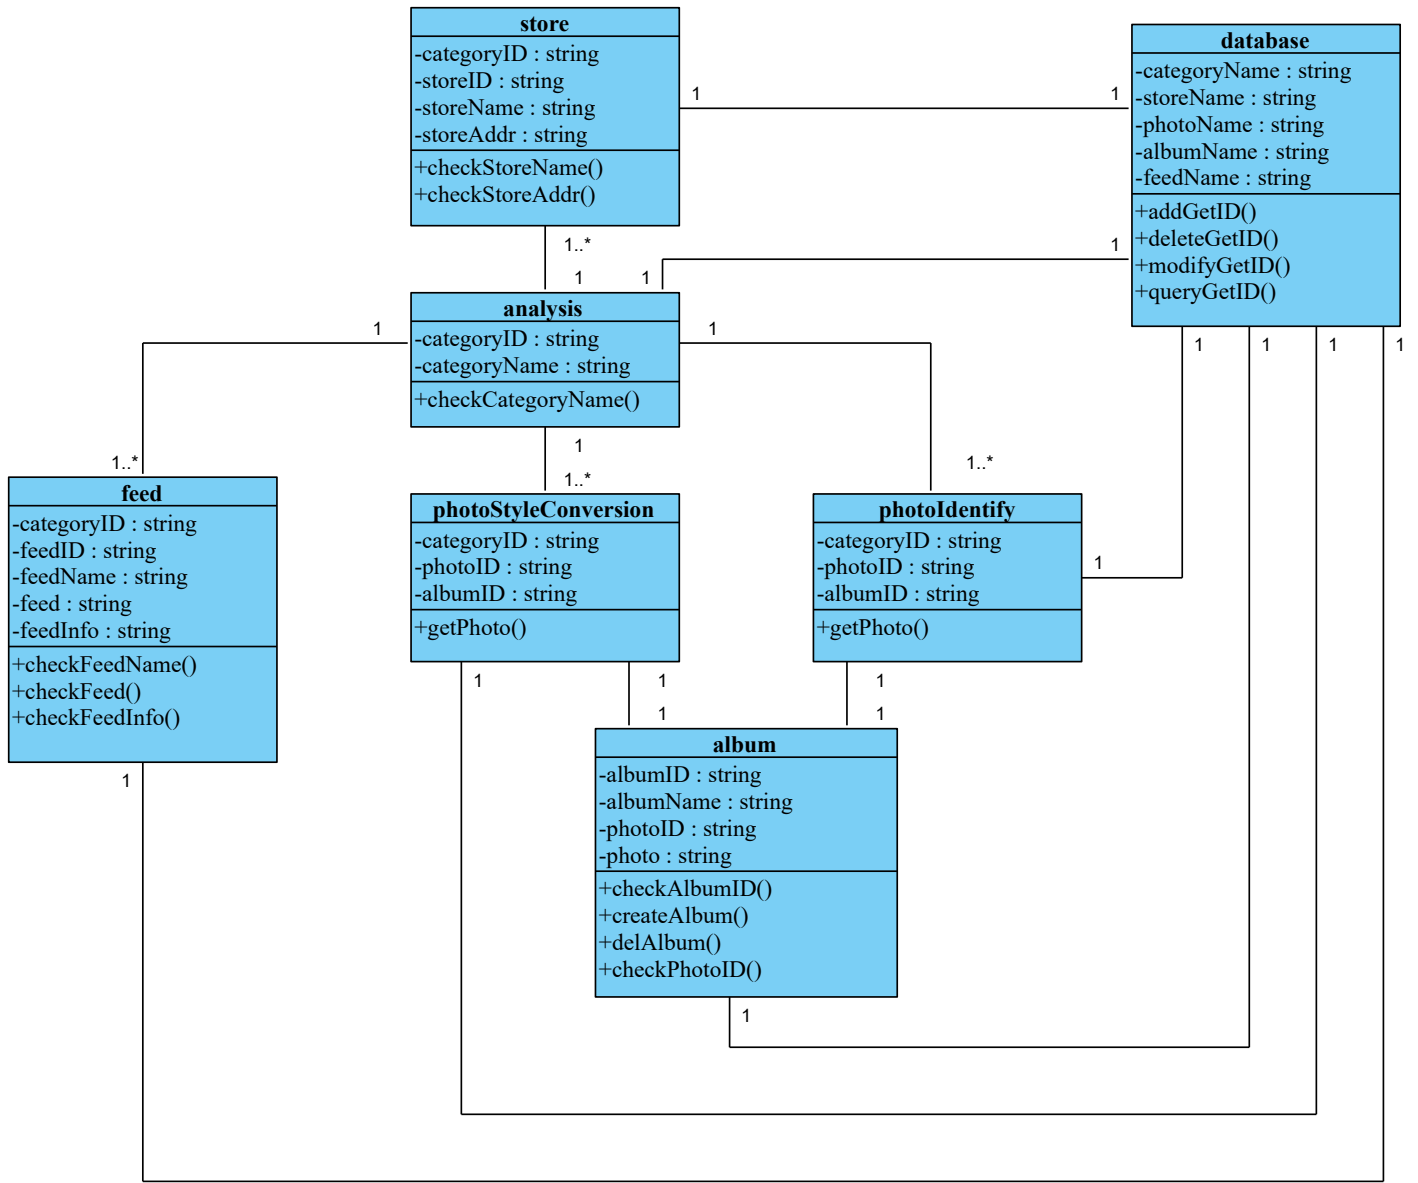 store
-categoryID : string
-storeID : string
-storeName : string
-storeAddr : string
+checkStoreName()
+checkStoreAddr()
database
-categoryName : string
-storeName : string
-photoName : string
-albumName : string
-feedName : string
+addGetID()
+deleteGetID()
+modifyGetID()
+queryGetID()
1
1
1..*
1
1
1
analysis
-categoryID : string
-categoryName : string
+checkCategoryName()
1
1
1
1
1
1
1
1..*
1..*
1..*
feed
-categoryID : string
-feedID : string
-feedName : string
-feed : string
-feedInfo : string
+checkFeedName()
+checkFeed()
+checkFeedInfo()
photoStyleConversion
-categoryID : string
-photoID : string
-albumID : string
+getPhoto()
photoIdentify
-categoryID : string
-photoID : string
-albumID : string
+getPhoto()
1
1
1
1
1
1
1
album
-albumID : string
-albumName : string
-photoID : string
-photo : string
+checkAlbumID()
+createAlbum()
+delAlbum()
+checkPhotoID()
1